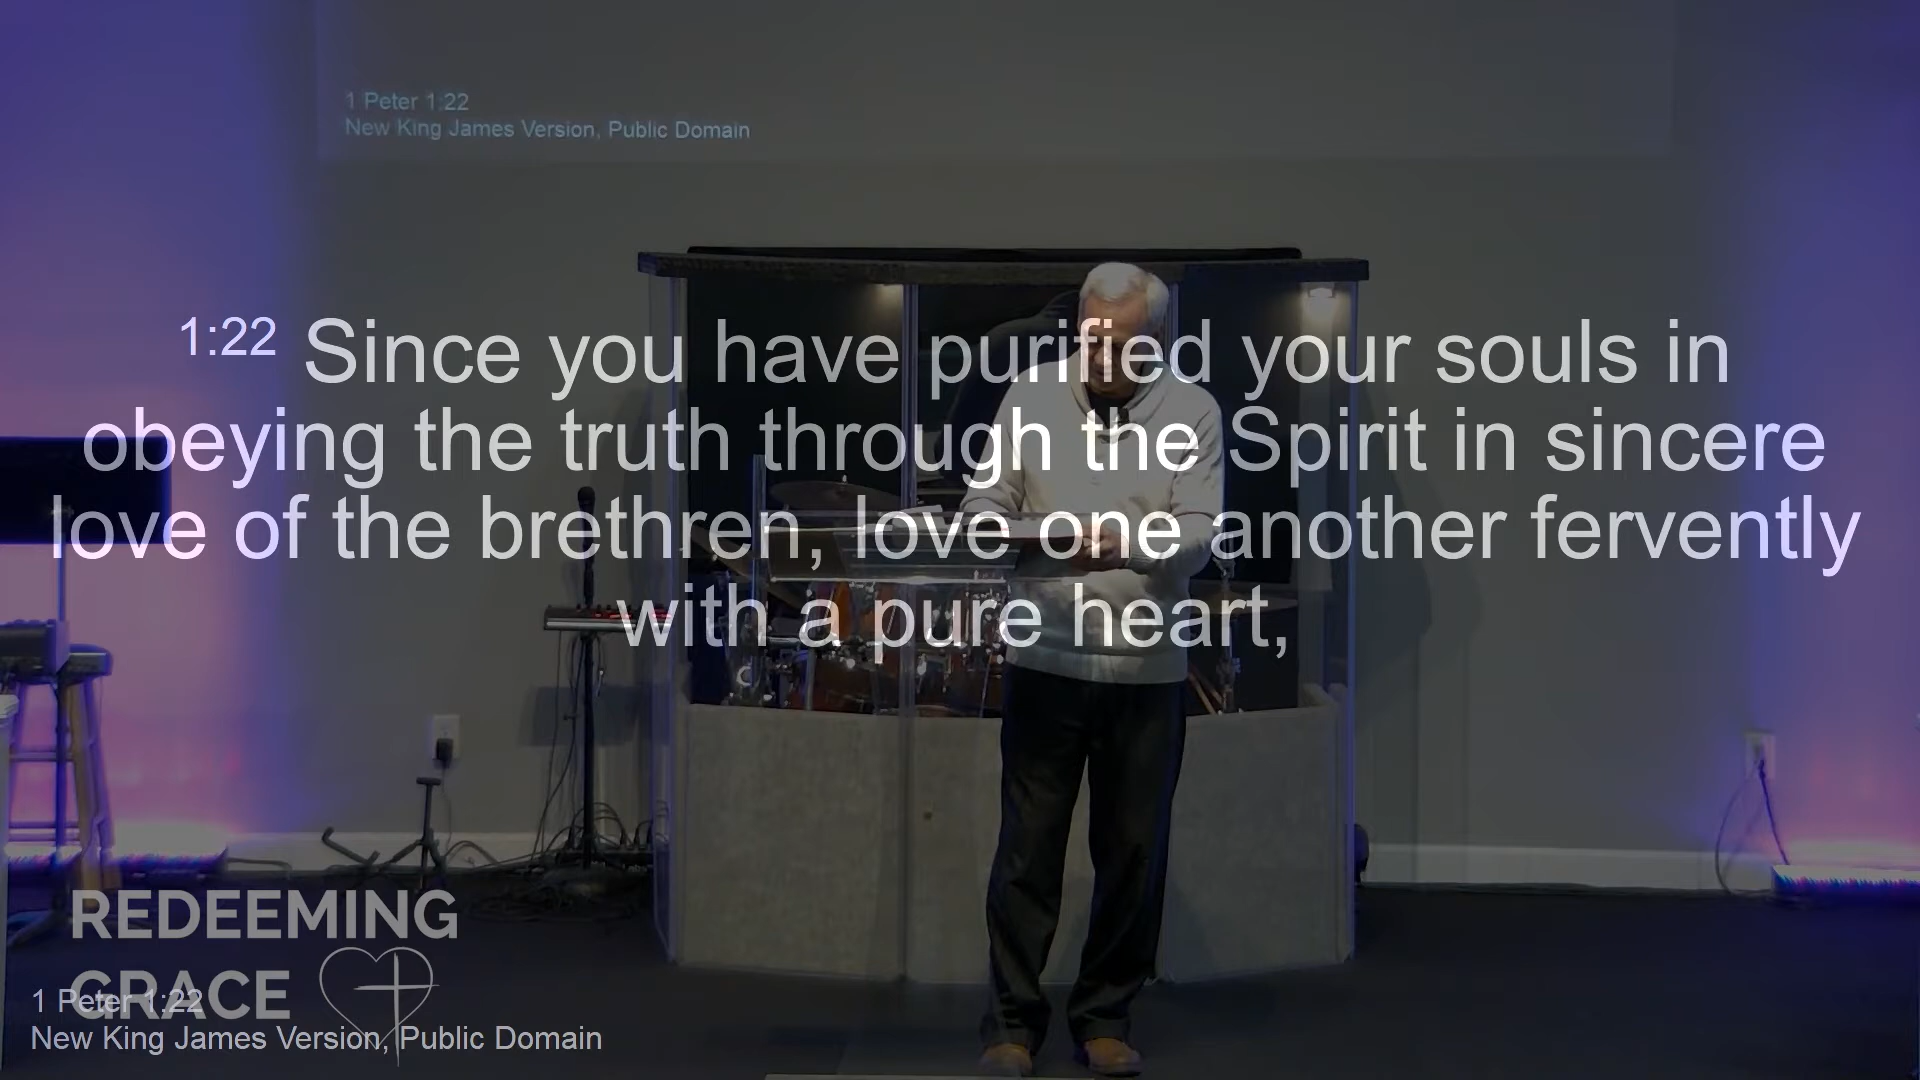 1 Peter 1:22
New King James Version, Public Domain
1:22 Since you have purified your souls in
obeying the truth through the Spirit in sincere
love of the brethren, love one another fervently
with a pure heart,
REDEEMING
GRACE
1 Peter 1:22
New King James Version, Public Domain